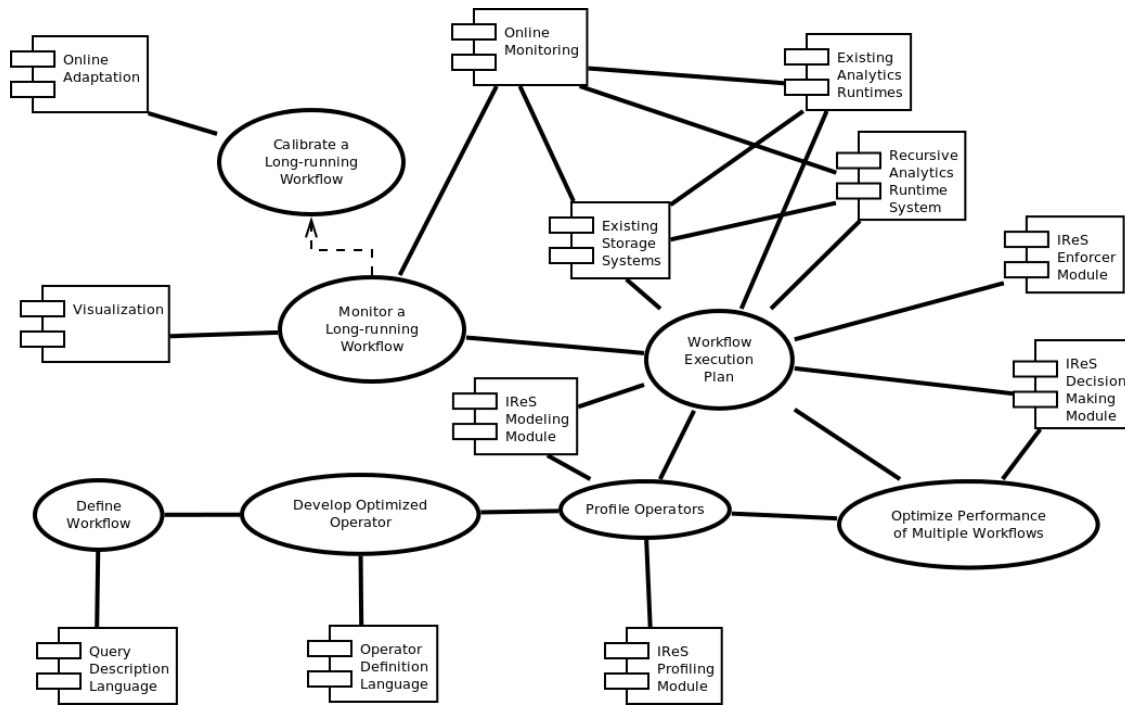 Online
Adaptation
Online
Monitoring
Existing
Analytics
Runtimes
Calibrate a
Long-running
Workflow
Recursive
Analytics
Runtime
System
Existing
Storage
Systems
IReS
Enforcer
Module
Visualization
Monitor a
Long-running
Workflow
Workflow
Execution
Plan
IReS
Decision
Making
Module
IReS
Modeling
Module
Define
Workflow
Develop Optimized
Operator
Profile Operators
Optimize Performance
of Multiple Workflows
Query
Description
Language
Operator
Definition
Language
IReS
Profiling
Module